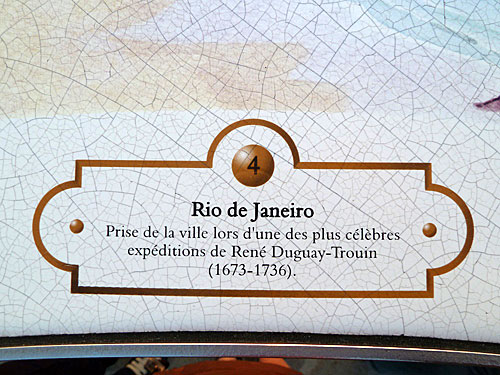 4
Rio de Janeiro
Prise de la ville lors d'une des plus célèbres
expéditions de René Duguay-Trouin
(1673-1736).